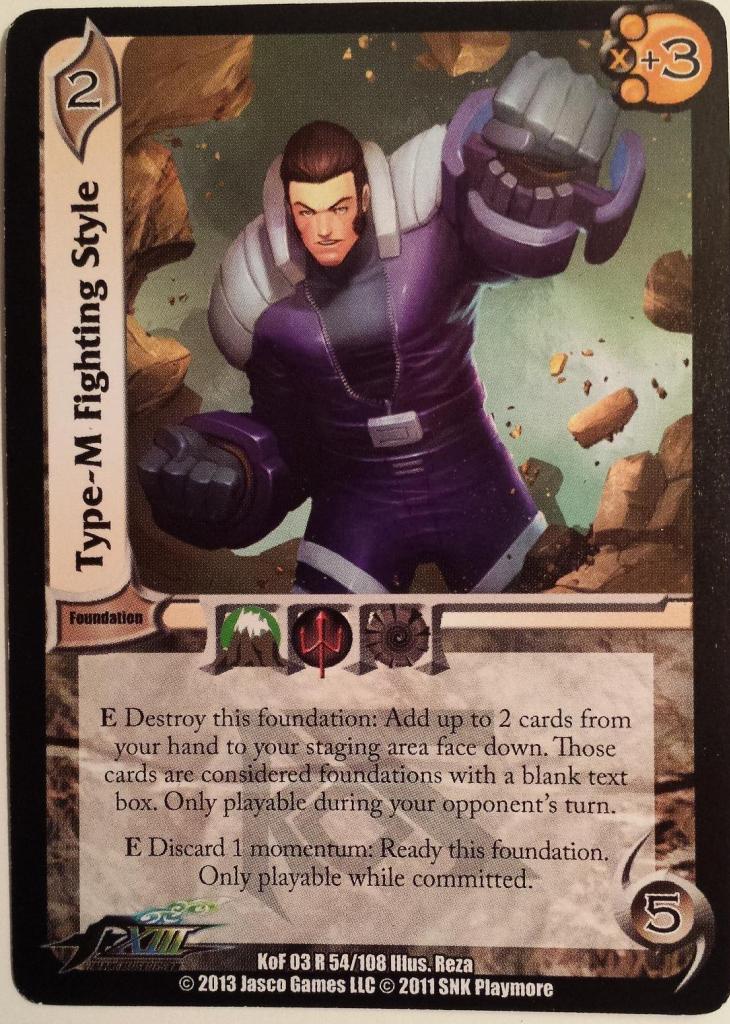 2
X +3
Type-M Fighting Style
Foundation
E Destroy this foundation: Add up to 2 cards from
your hand to your staging area face down. Those
cards are considered foundations with a blank text
box. Only playable during your opponent's turn.
E Discard 1 momentum: Ready this foundation.
Only playable while committed.
5
XIII
KoF 03 R 54/108 Illus. Reza
© 2013 Jasco Games LLC © 2011 SNK Playmore